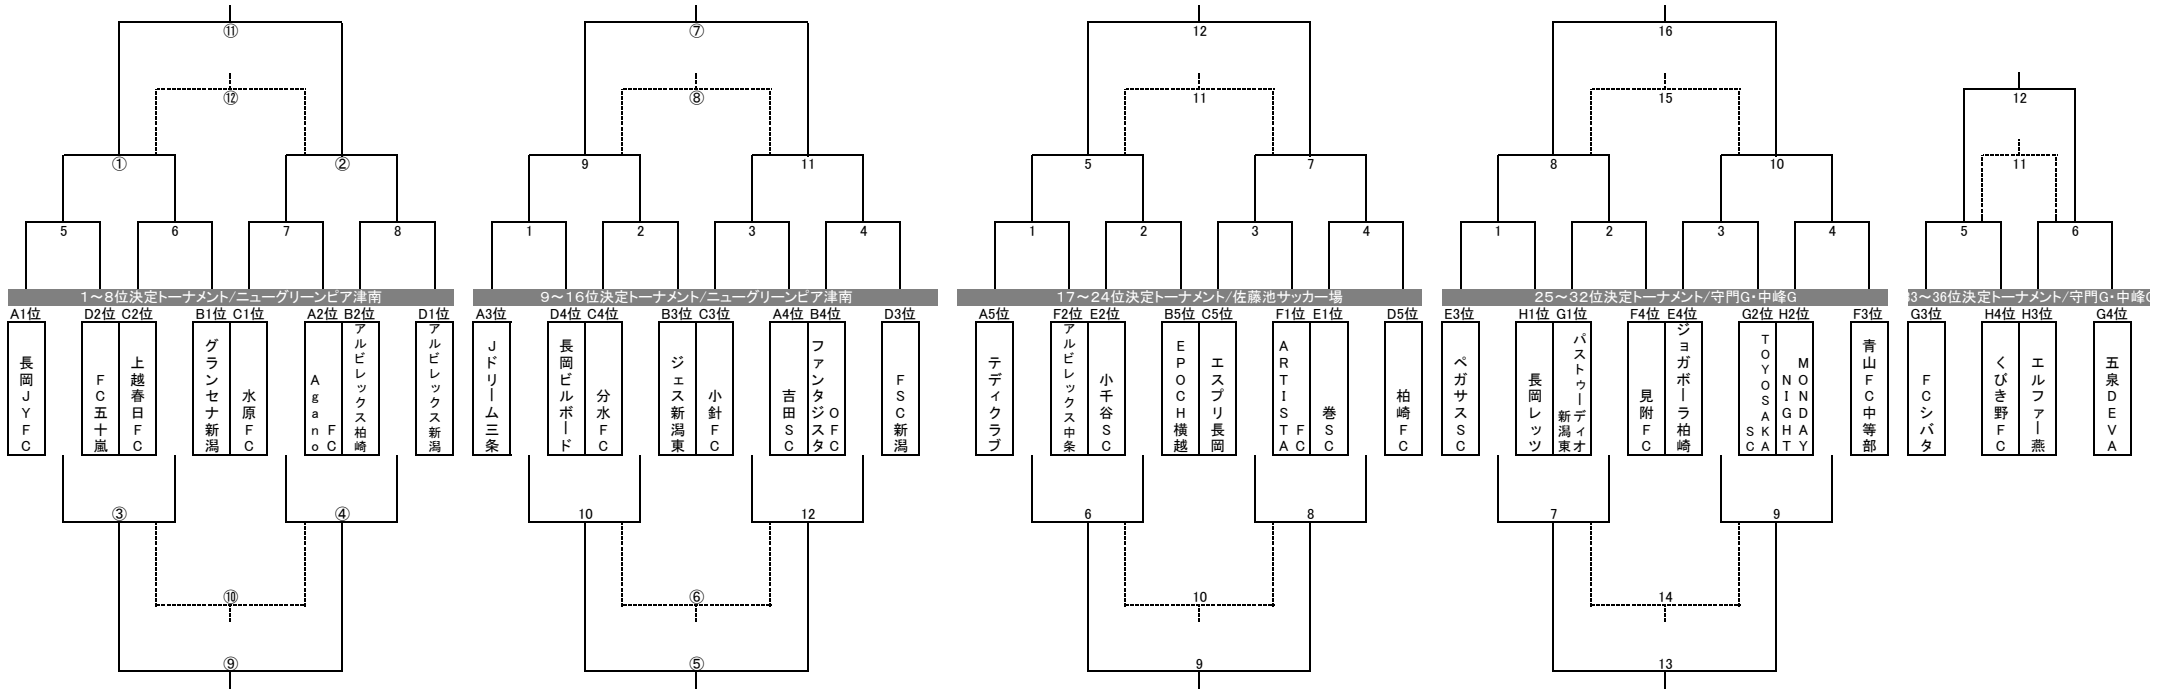 ⑪
⑦
12
16
⑫
⑧
11
15
12
①
②
9
11
5
7
8
10
11
5
6
7
8
1
2
3
4
1
2
3
4
1
2
3
4
5
6
1～8位決定トーナメント/ニューグリーンピア津南
9～16位決定トーナメント/ニューグリーンピア津南
17～24位決定トーナメント/佐藤池サッカー場
25～32位決定トーナメント/守門G・中峰G
3～36位決定トーナメント/守門G・中峰G
A1位 D2位 C2位 B1位 C1位 A2位 B2位 D1位
A3位 D4位 C4位 B3位 C3位 A4位 B4位 D3位
A5位 F2位 E2位 B5位 C5位 F1位 E1位 D5位
E3位 H1位 G1位 F4位 E4位 G2位 H2位 F3位
G3位 H4位 H3位 G4位
長岡JYFC
FC五十嵐
上越春日FC
グランセナ新潟
水原FC
Agano FC
アルビレックス柏崎
アルビレックス新潟
Jドリーム三条
長岡ビルボード
分水FC
ジェス新潟東
小針FC
吉田SC
ファンタジスタ OFC
FSC新潟
テディクラブ
アルビレックス中条
小千谷SC
EPOCH横越
エスプリ長岡
ARTISTA FC
巻SC
柏崎FC
ペガサスSC
長岡レッツ
パストゥーディオ 新潟東
見附FC
ジョガボーラ柏崎
TOYOSAKA SC
MONDAY NIGHT
青山FC中等部
FCシバタ
くびき野FC
エルファー燕
五泉DEVA
③
④
10
12
6
8
7
9
⑩
⑥
10
14
⑨
⑤
9
13